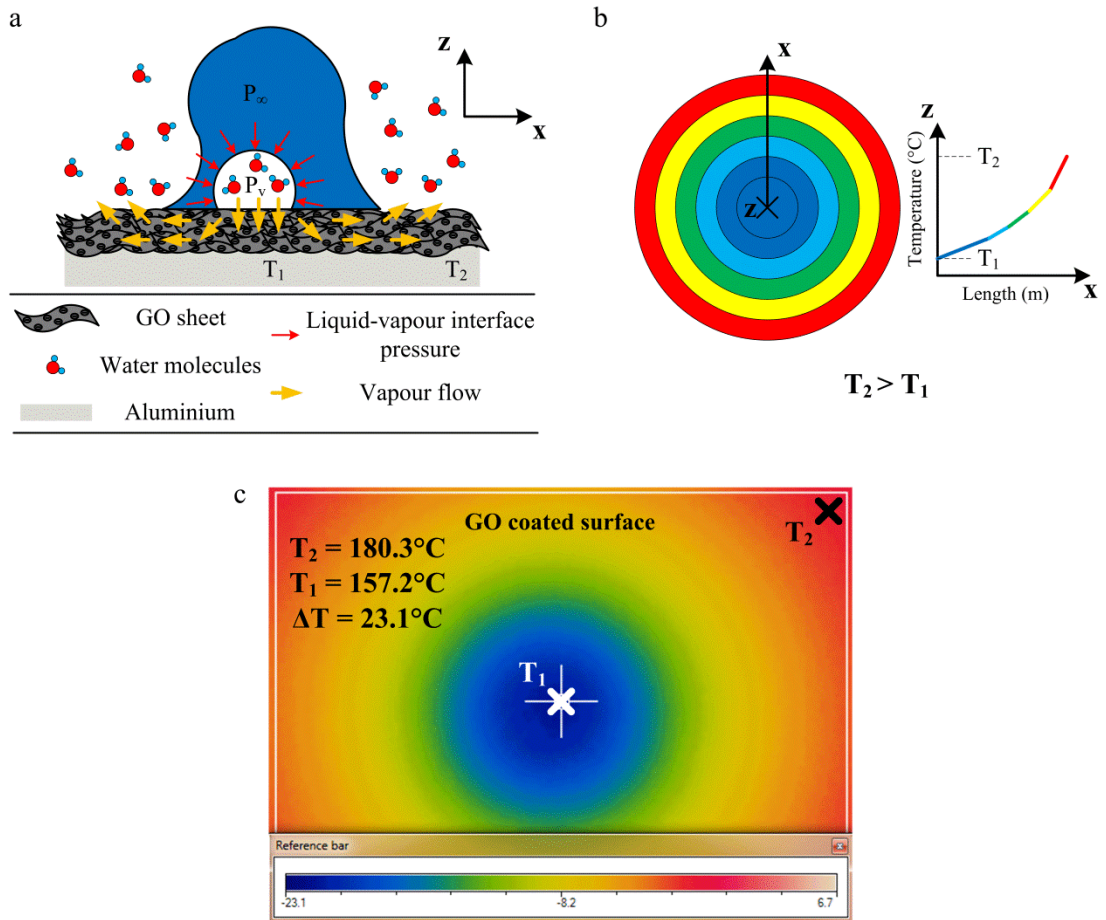 a
z
x
P∞
Pv
T1
T2
GO sheet
Liquid-vapour interface
pressure
Water molecules
Vapour flow
Aluminium
b
x
z
z
Temperature (°C)
T2
T1
Length (m)
x
T2 > T1
c
GO coated surface
T2
T2 = 180.3°C
T1 = 157.2°C
ΔT = 23.1°C
T1
Reference bar
-23.1
-8.2
6.7